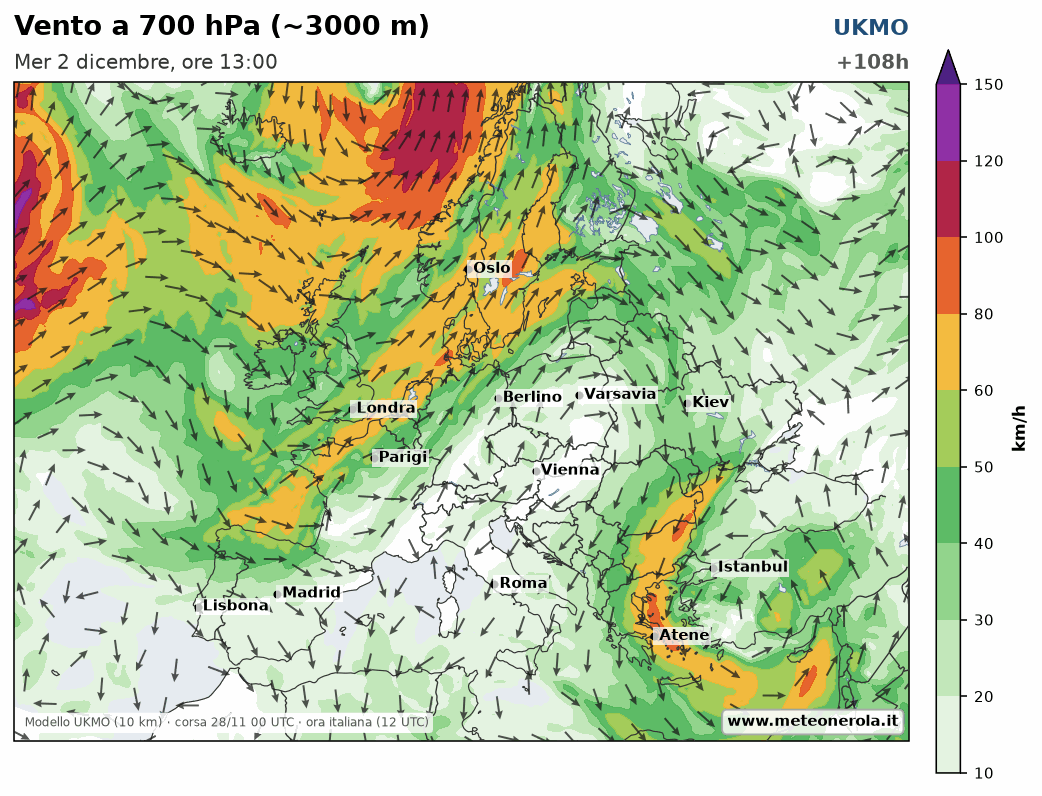 Vento a 700 hPa (~3000 m)
UKMO
Mer 2 dicembre, ore 13:00
+108h
150
120
100
80
60
50
40
30
20
10
km/h
Oslo
Londra
Berlino
Varsavia
Kiev
Parigi
Vienna
Istanbul
Roma
Madrid
Lisbona
Atene
Modello UKMO (10 km) · corsa 28/11 00 UTC · ora italiana (12 UTC)
www.meteonerola.it